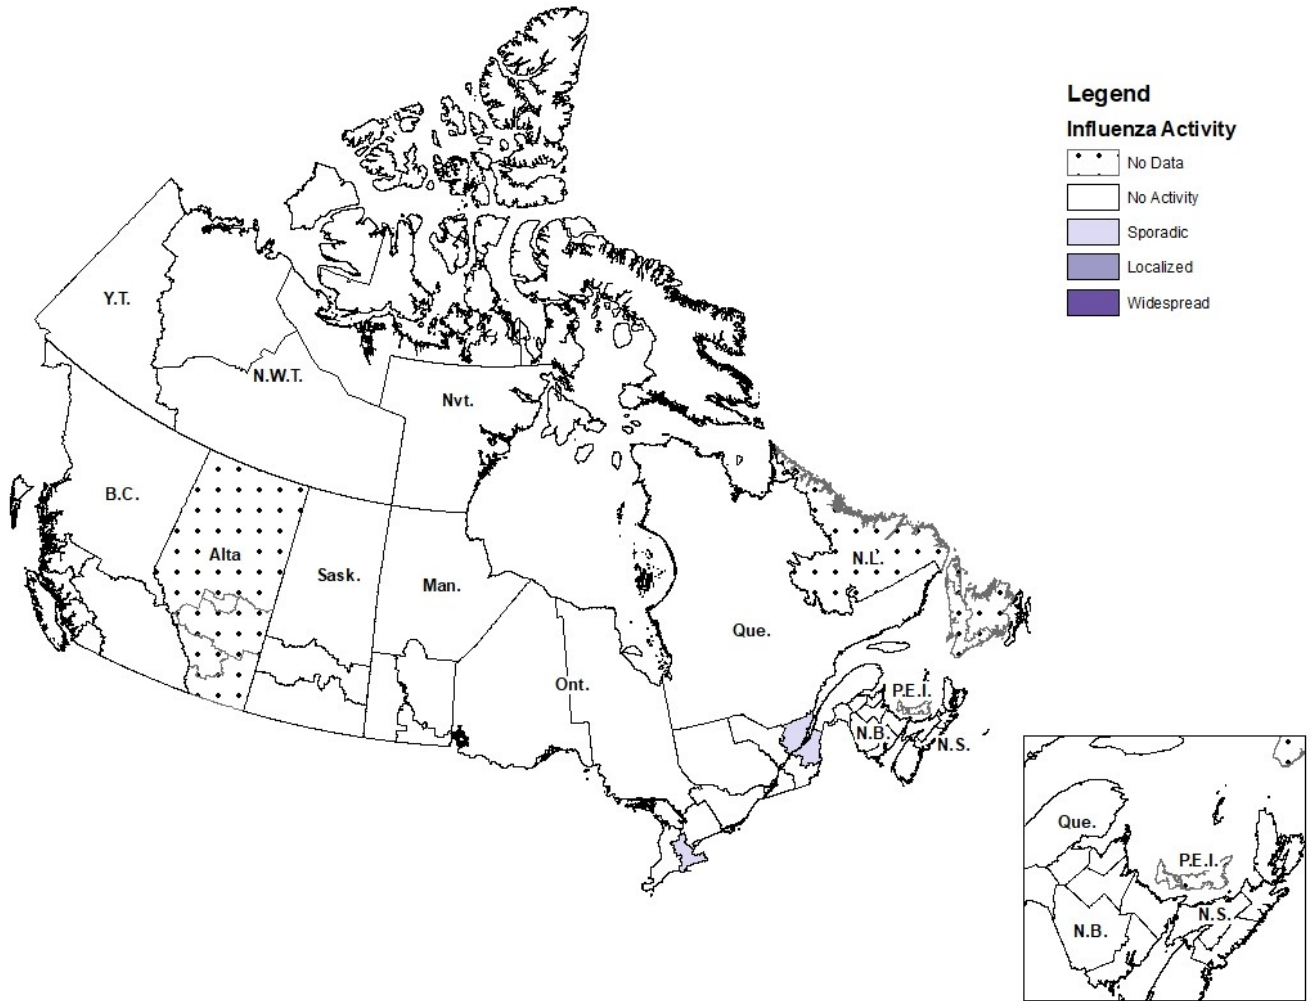 Legend
Influenza Activity
No Data
No Activity
Sporadic
Localized
Widespread
Y.T.
N.W.T.
Nvt.
B.C.
Alta
Sask.
Man.
N.L.
Que.
Ont.
P.E.I.
N.B.
N.S.
Que.
P.E.I.
N.S.
N.B.